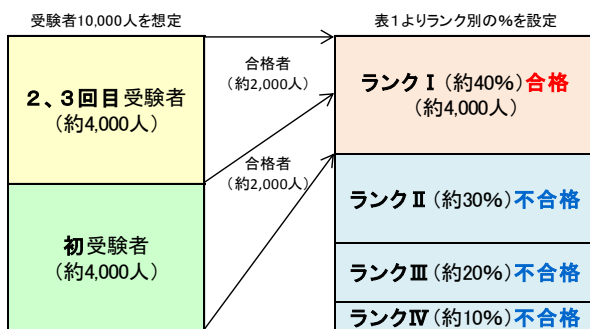 受験者10,000人を想定
表１よりランク別の％を設定
２、３回目受験者
（約4,000人）
合格者
（約2,000人）
ランクⅠ（約40%）合格
（約4,000人）
合格者
（約2,000人）
初受験者
（約4,000人）
ランクⅡ（約30%）不合格
ランクⅢ（約20%）不合格
ランクⅣ（約10%）不合格